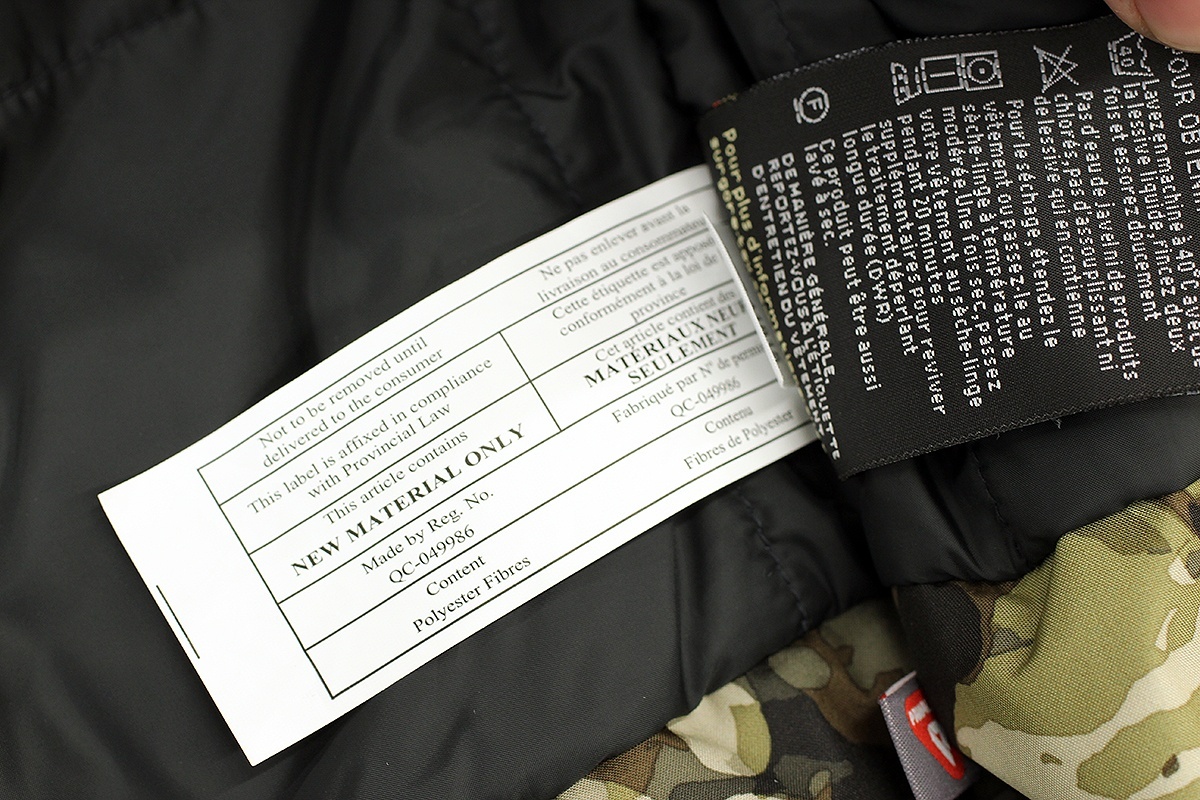 Not to be removed until
delivered to the consumer
This label is affixed in compliance
with Provincial Law
This article contains
NEW MATERIAL ONLY
Made by Reg. No.
QC-049986
Content
Polyester Fibres
Ne pas enlever avant la
livraison au consommateur
Cette étiquette est apposée
conformément à la loi de
province
Cet article contient des
MATERIAUX NEUFS
SEULEMENT
Fabriqué par N° de permis
QC-049986
Contenu
Fibres de Polyester
40
Lavez en machine à 40
la lessive liquide, rincez deux
fois et essorez doucement.
Pas d'eau de javel ni de produits
chlorés, pas d'assouplissant ni
de lessive qui en contienne
Pour le séchage, étendez le
vêtement ou passez-le au
sèche-linge à température
modérée. Une fois sec, passez
votre vêtement au sèche-linge
pendant 20 minutes
supplémentaires pour raviver
le traitement déperlant
longue durée (DWR)
F
Ce produit peut être aussi
lavé à sec.
DE MANIÈRE GÉNÉRALE,
REPORTEZ-VOUS À L'ÉTIQUETTE
D'ENTRETIEN DU VÊTEMENT
Pour plus d'informat
sur gore-tex